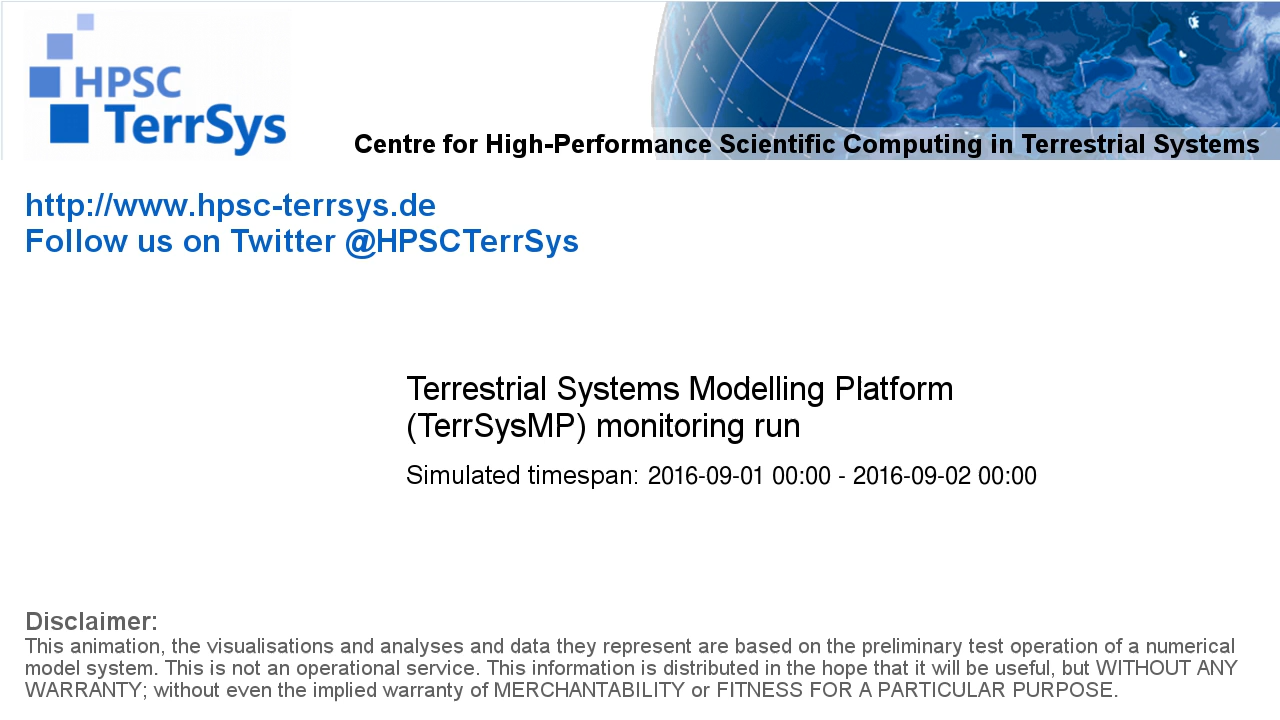 HPSC
TerrSys
Centre for High-Performance Scientific Computing in Terrestrial Systems
http://www.hpsc-terrsys.de
Follow us on Twitter @HPSCTerrSys
Terrestrial Systems Modelling Platform
(TerrSysMP) monitoring run
Simulated timespan: 2016-09-01 00:00 - 2016-09-02 00:00
Disclaimer:
This animation, the visualisations and analyses and data they represent are based on the preliminary test operation of a numerical
model system. This is not an operational service. This information is distributed in the hope that it will be useful, but WITHOUT ANY
WARRANTY; without even the implied warranty of MERCHANTABILITY or FITNESS FOR A PARTICULAR PURPOSE.